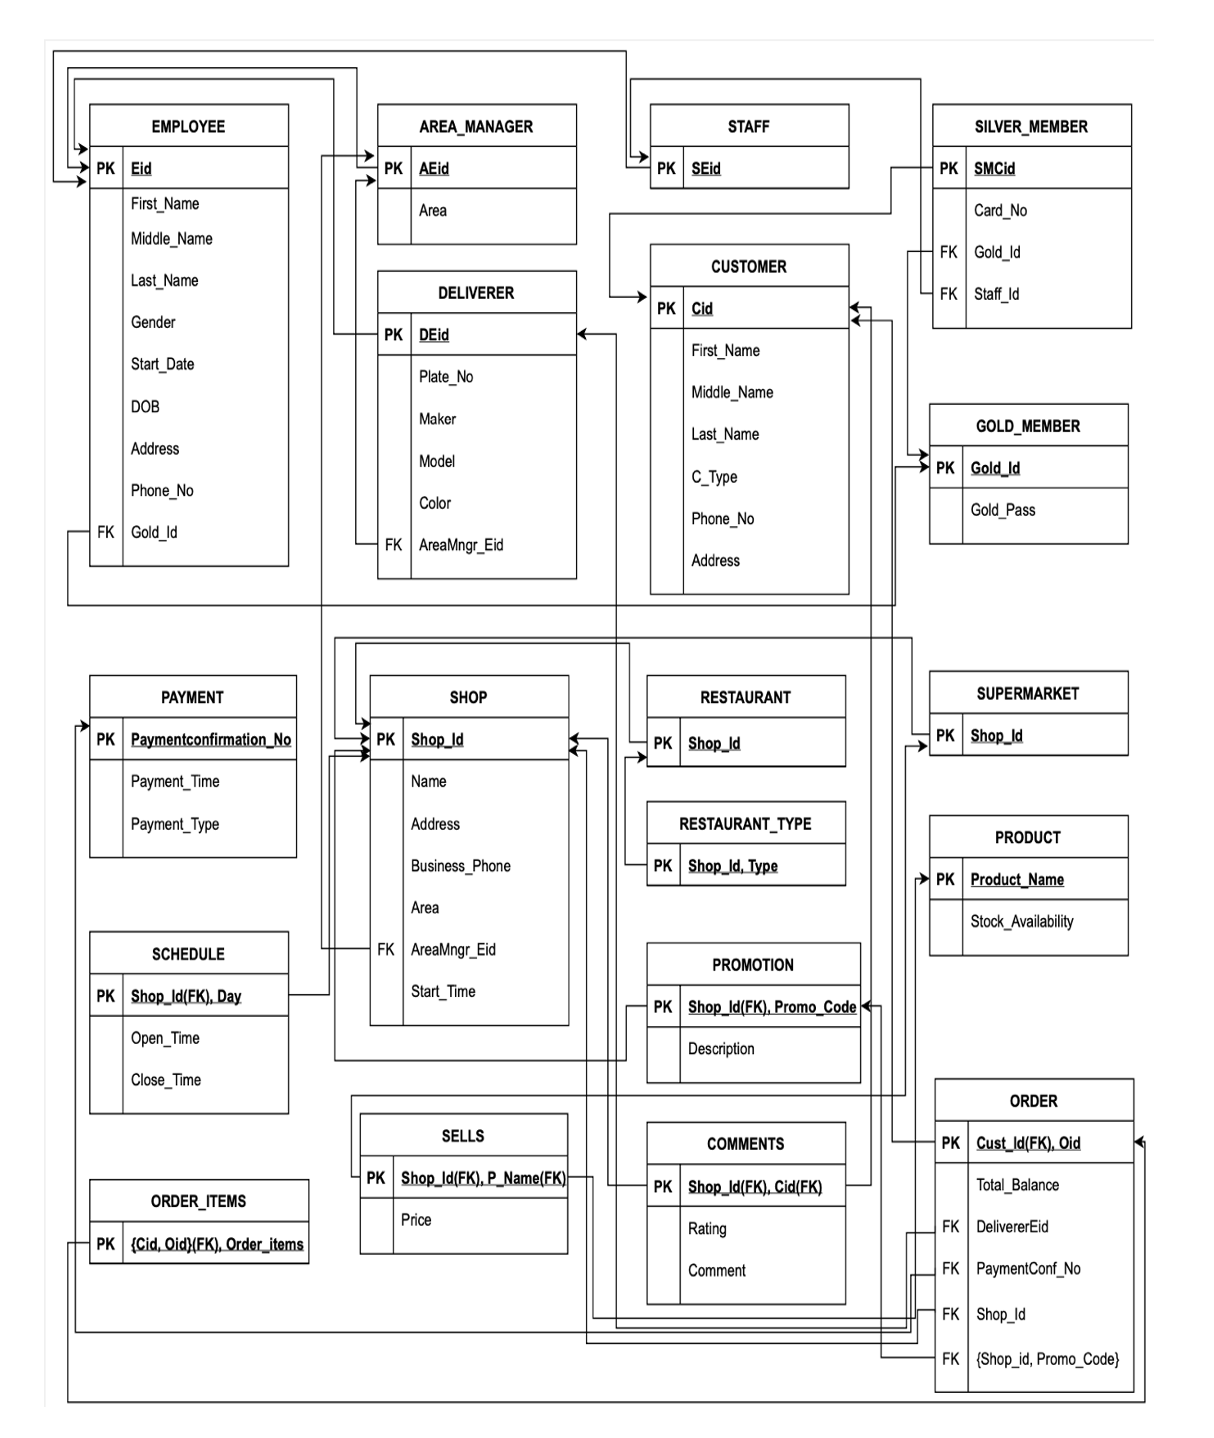 EMPLOYEE
PK Eid
First_Name
Middle_Name
Last_Name
Gender
Start_Date
DOB
Address
Phone_No
FK Gold_Id
AREA_MANAGER
PK AEid
Area
DELIVERER
PK DEid
Plate_No
Maker
Model
Color
FK AreaMngr_Eid
STAFF
PK SEid
CUSTOMER
PK Cid
First_Name
Middle_Name
Last_Name
C_Type
Phone_No
Address
SILVER_MEMBER
PK SMCid
Card_No
FK Gold_Id
FK Staff_Id
GOLD_MEMBER
PK Gold_Id
Gold_Pass
PAYMENT
PK Paymentconfirmation_No
Payment_Time
Payment_Type
SCHEDULE
PK Shop_Id(FK), Day
Open_Time
Close_Time
ORDER_ITEMS
PK {Cid, Oid}(FK), Order_items
SHOP
PK Shop_Id
Name
Address
Business_Phone
Area
FK AreaMngr_Eid
Start_Time
SELLS
PK Shop_Id(FK), P_Name(FK)
Price
RESTAURANT
PK Shop_Id
RESTAURANT_TYPE
PK Shop_Id, Type
PROMOTION
PK Shop_Id(FK), Promo_Code
Description
COMMENTS
PK Shop_Id(FK), Cid(FK)
Rating
Comment
SUPERMARKET
PK Shop_Id
PRODUCT
PK Product_Name
Stock_Availability
ORDER
PK Cust_Id(FK), Oid
Total_Balance
FK DelivererEid
FK PaymentConf_No
FK Shop_Id
FK {Shop_id, Promo_Code}